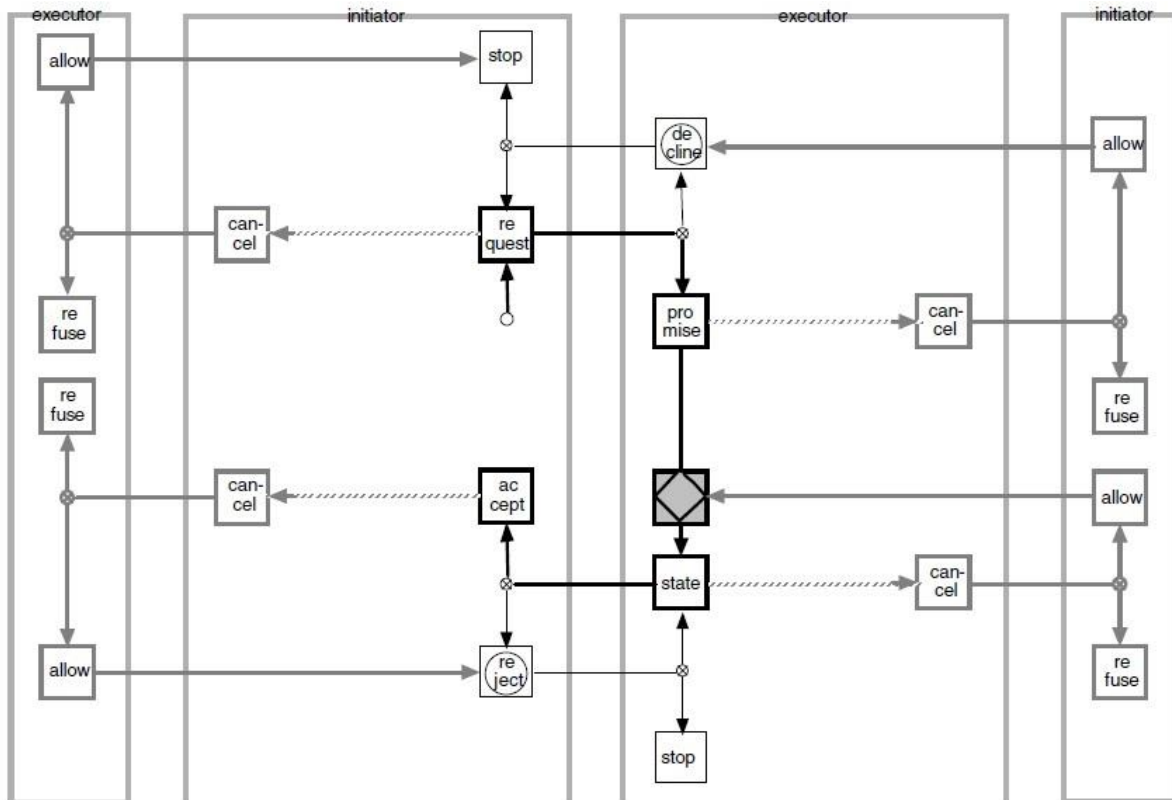 executor
initiator
executor
initiator
allow
stop
de
cline
allow
can-
cel
re
quest
re
fuse
pro
mise
can-
cel
re
fuse
re
fuse
can-
cel
ac
cept
allow
state
can-
cel
allow
re
ject
re
fuse
stop